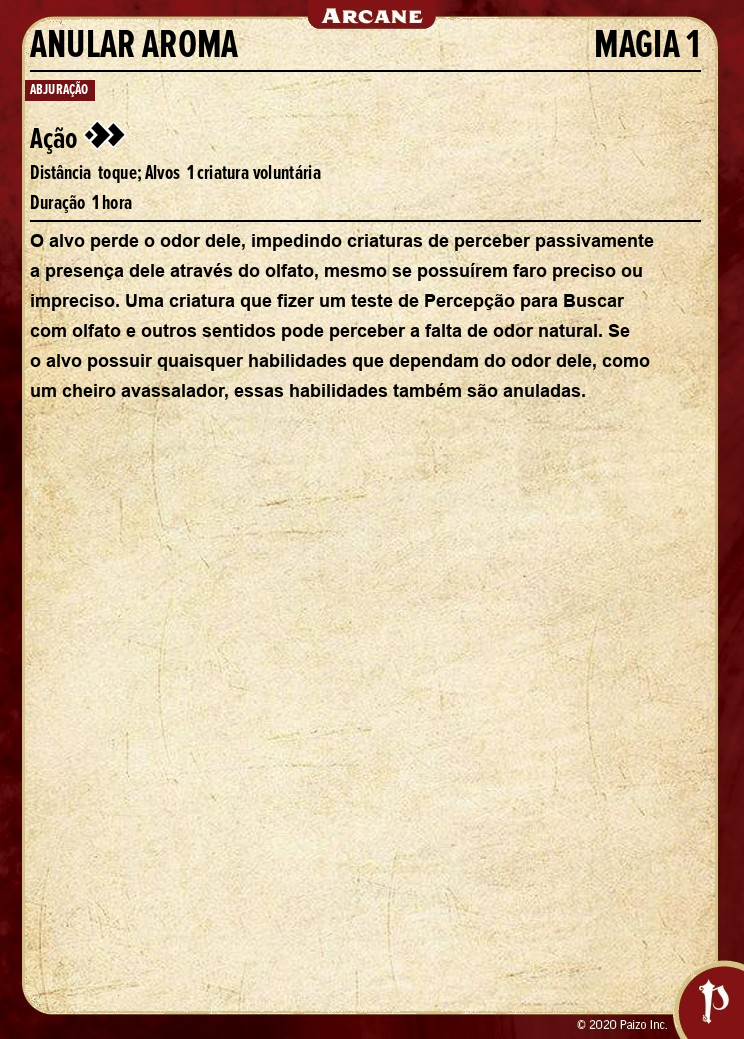 ARCANE
ANULAR AROMA MAGIA 1
ABJURAÇÃO
Ação
Distância toque; Alvos 1 criatura voluntária
Duração 1 hora
O alvo perde o odor dele, impedindo criaturas de perceber passivamente
a presença dele através do olfato, mesmo se possuírem faro preciso ou
impreciso. Uma criatura que fizer um teste de Percepção para Buscar
com olfato e outros sentidos pode perceber a falta de odor natural. Se
o alvo possuir quaisquer habilidades que dependam do odor dele, como
um cheiro avassalador, essas habilidades também são anuladas.
© 2020 Paizo Inc.
P